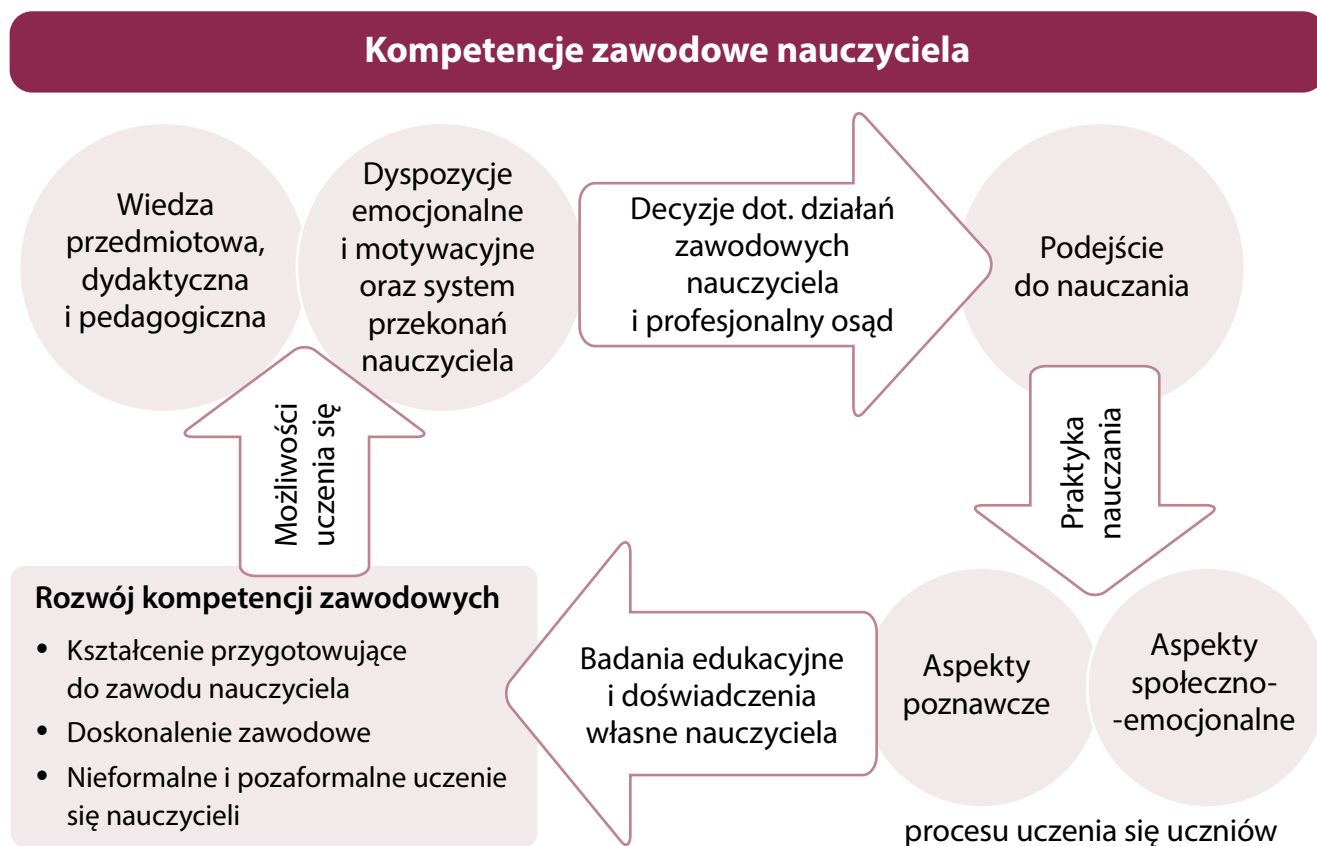 Kompetencje zawodowe nauczyciela
Wiedza
przedmiotowa,
dydaktyczna
i pedagogiczna
Dyspozycje
emocjonalne
i motywacyjne
oraz system
przekonań
nauczyciela
Decyzje dot. działań
zawodowych
nauczyciela
i profesjonalny osąd
Podejście
do nauczania
Praktyka
nauczania
Aspekty
poznawcze
Aspekty
społeczno-
-emocjonalne
procesu uczenia się uczniów
Badania edukacyjne
i doświadczenia
własne nauczyciela
Rozwój kompetencji zawodowych
• Kształcenie przygotowujące
do zawodu nauczyciela
• Doskonalenie zawodowe
• Nieformalne i pozaformalne uczenie
się nauczycieli
Możliwości
uczenia się